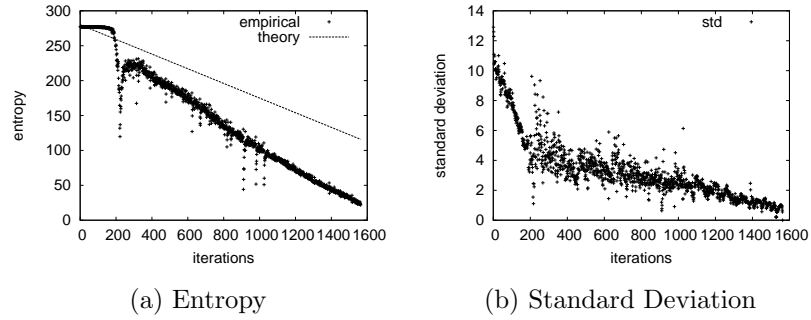 empirical
theory
300
250
200
150
100
50
0
entropy
0 200 400 600 800 1000 1200 1400 1600
iterations
(a) Entropy
std
14
12
10
8
6
4
2
0
standard deviation
0 200 400 600 800 1000 1200 1400 1600
iterations
(b) Standard Deviation